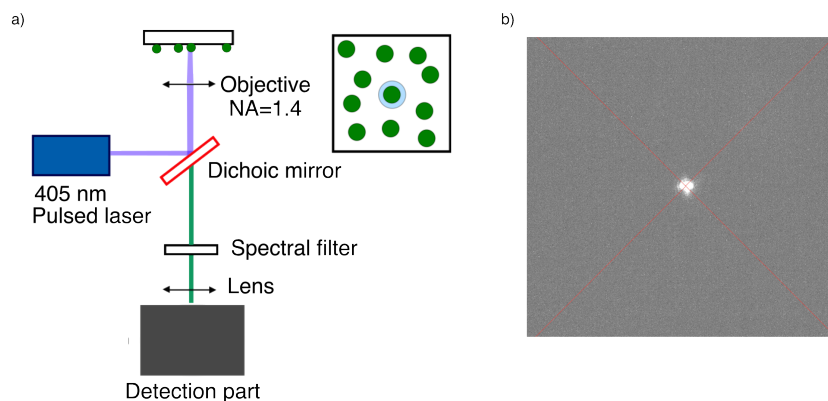 a)
b)
Objective
NA=1.4
Dichoic mirror
405 nm
Pulsed laser
Spectral filter
Lens
Detection part